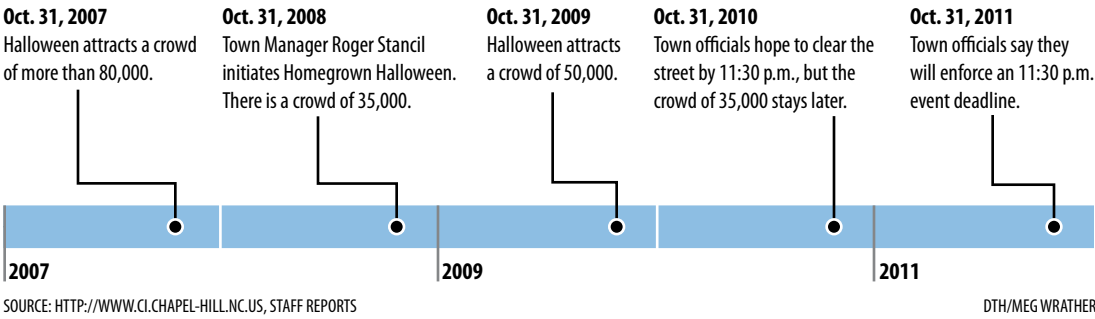 Oct. 31, 2007
Halloween attracts a crowd
of more than 80,000.
Oct. 31, 2008
Town Manager Roger Stancil
initiates Homegrown Halloween.
There is a crowd of 35,000.
Oct. 31, 2009
Halloween attracts
a crowd of 50,000.
Oct. 31, 2010
Town officials hope to clear the
street by 11:30 p.m., but the
crowd of 35,000 stays later.
Oct. 31, 2011
Town officials say they
will enforce an 11:30 p.m.
event deadline.
2007
2009
2011
SOURCE: HTTP://WWW.CI.CHAPEL-HILL.NC.US, STAFF REPORTS
DTH/MEG WRATHER